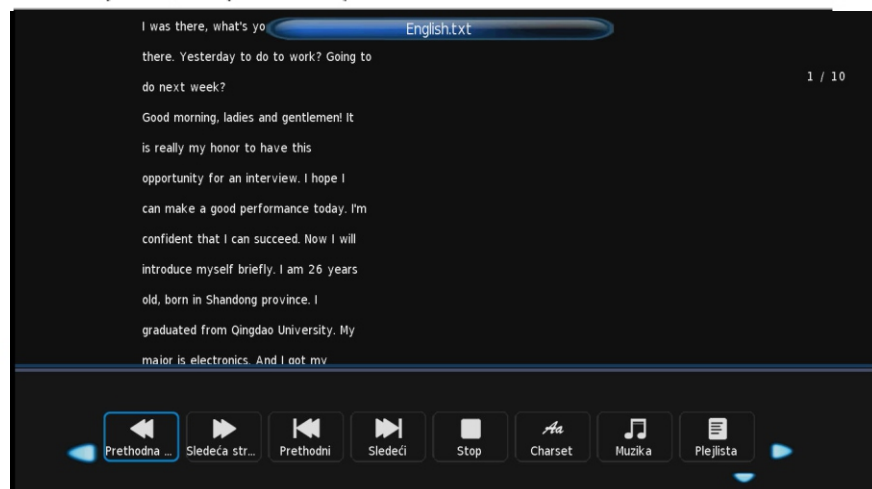 English.txt
I was there, what's yo
there. Yesterday to do to work? Going to
1 / 10
do next week?
Good morning, ladies and gentlemen! It
is really my honor to have this
opportunity for an interview. I hope I
can make a good performance today. I'm
confident that I can succeed. Now I will
introduce myself briefly. I am 26 years
old, born in Shandong province. I
graduated from Qingdao University. My
major is electronics. And I got my
Prethodna ...
Sledeća str...
Prethodni
Sledeći
Stop
Aa
Charset
Muzika
Plejlista